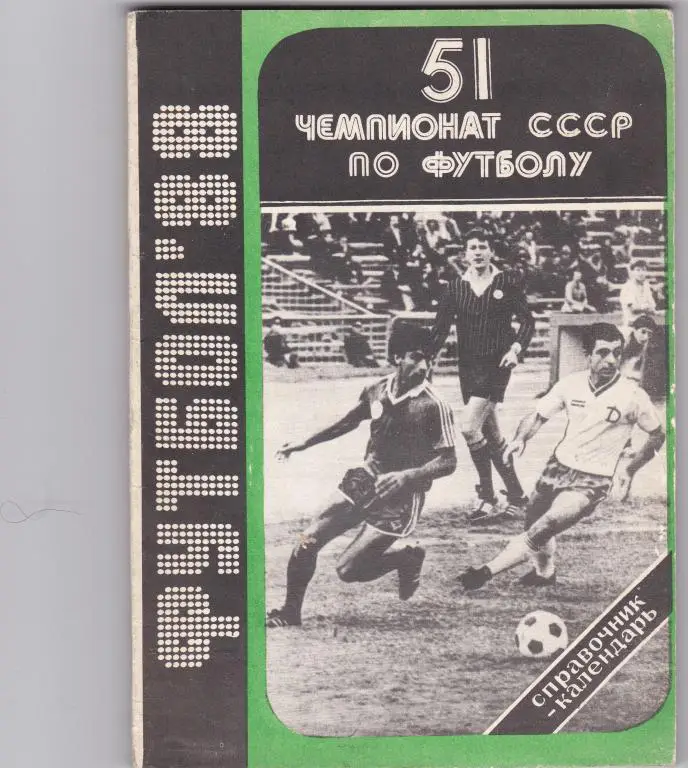 ФУТБОЛ'88
51
ЧЕМПИОНАТ СССР
ПО ФУТБОЛУ
Д
справочник
-календарь